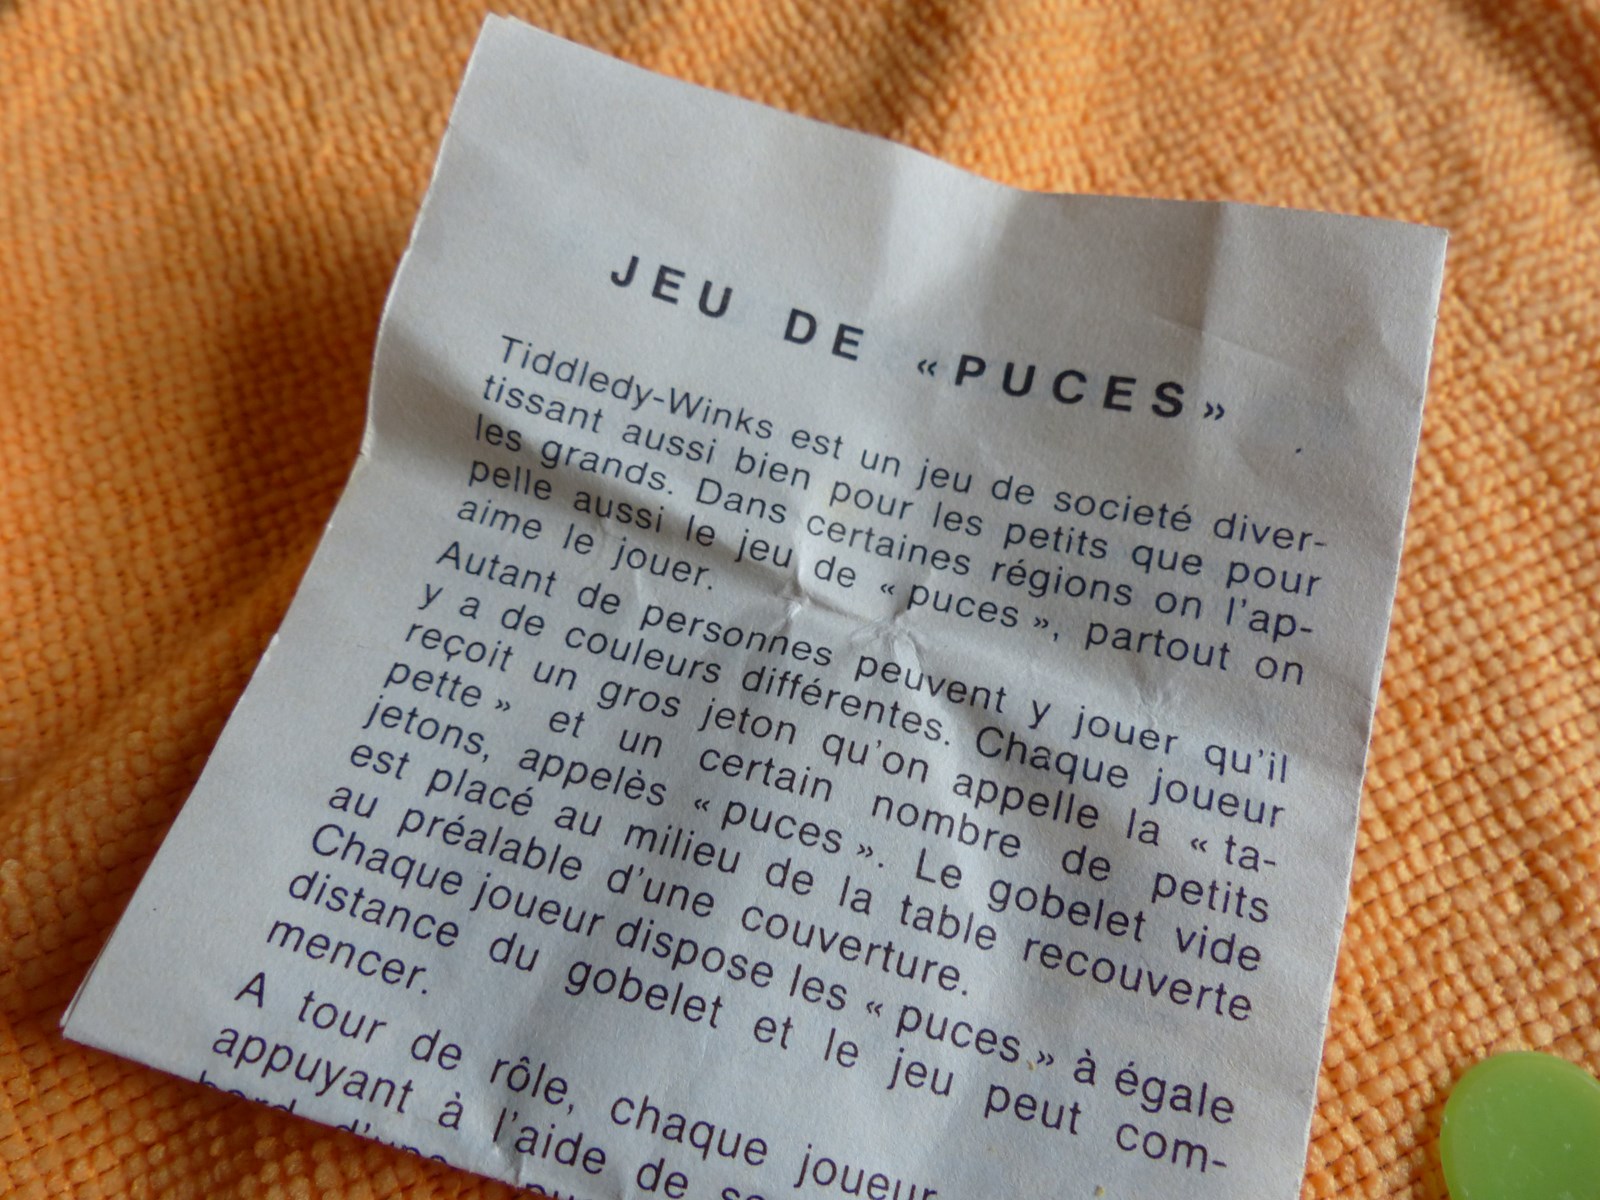 JEU DE « PUCES »
Tiddledy-Winks est un jeu de societé diver-
tissant aussi bien pour les petits que pour
les grands. Dans certaines régions on l'ap-
pelle aussi le jeu de « puces », partout on
aime le jouer.
Autant de personnes peuvent y jouer qu'il
y a de couleurs différentes. Chaque joueur
reçoit un gros jeton qu'on appelle la « ta-
pette » et un certain nombre de petits
jetons, appelès « puces ». Le gobelet vide
est placé au milieu de la table recouverte
au préalable d'une couverture.
Chaque joueur dispose les « puces » à égale
distance du gobelet et le jeu peut com-
mencer.
A tour de rôle, chaque joueur
appuyant à l'aide de
bord d'une